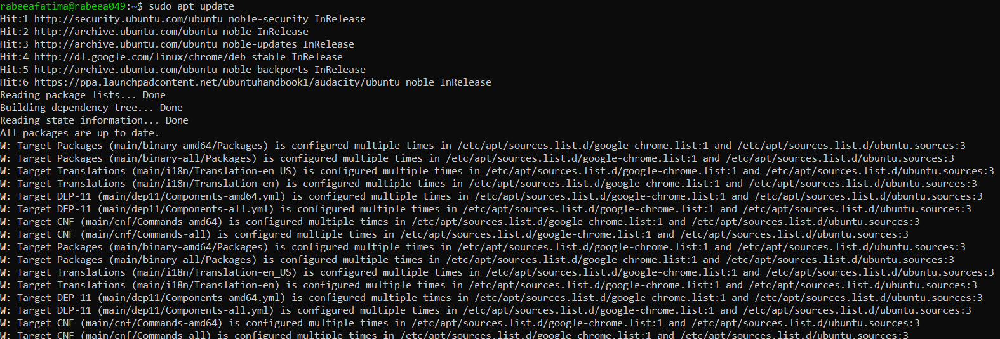 rabeeafatima@rabeea049:~$ sudo apt update
Hit:1 http://security.ubuntu.com/ubuntu noble-security InRelease
Hit:2 http://archive.ubuntu.com/ubuntu noble InRelease
Hit:3 http://archive.ubuntu.com/ubuntu noble-updates InRelease
Hit:4 http://dl.google.com/linux/chrome/deb stable InRelease
Hit:5 http://archive.ubuntu.com/ubuntu noble-backports InRelease
Hit:6 https://ppa.launchpadcontent.net/ubuntuhandbook1/audacity/ubuntu noble InRelease
Reading package lists... Done
Building dependency tree... Done
Reading state information... Done
All packages are up to date.
W: Target Packages (main/binary-amd64/Packages) is configured multiple times in /etc/apt/sources.list.d/google-chrome.list:1 and /etc/apt/sources.list.d/ubuntu.sources:3
W: Target Packages (main/binary-all/Packages) is configured multiple times in /etc/apt/sources.list.d/google-chrome.list:1 and /etc/apt/sources.list.d/ubuntu.sources:3
W: Target Translations (main/i18n/Translation-en_US) is configured multiple times in /etc/apt/sources.list.d/google-chrome.list:1 and /etc/apt/sources.list.d/ubuntu.sources:3
W: Target Translations (main/i18n/Translation-en) is configured multiple times in /etc/apt/sources.list.d/google-chrome.list:1 and /etc/apt/sources.list.d/ubuntu.sources:3
W: Target DEP-11 (main/dep11/Components-amd64.yml) is configured multiple times in /etc/apt/sources.list.d/google-chrome.list:1 and /etc/apt/sources.list.d/ubuntu.sources:3
W: Target DEP-11 (main/dep11/Components-all.yml) is configured multiple times in /etc/apt/sources.list.d/google-chrome.list:1 and /etc/apt/sources.list.d/ubuntu.sources:3
W: Target CNF (main/cnf/Commands-amd64) is configured multiple times in /etc/apt/sources.list.d/google-chrome.list:1 and /etc/apt/sources.list.d/ubuntu.sources:3
W: Target CNF (main/cnf/Commands-all) is configured multiple times in /etc/apt/sources.list.d/google-chrome.list:1 and /etc/apt/sources.list.d/ubuntu.sources:3
W: Target Packages (main/binary-amd64/Packages) is configured multiple times in /etc/apt/sources.list.d/google-chrome.list:1 and /etc/apt/sources.list.d/ubuntu.sources:3
W: Target Packages (main/binary-all/Packages) is configured multiple times in /etc/apt/sources.list.d/google-chrome.list:1 and /etc/apt/sources.list.d/ubuntu.sources:3
W: Target Translations (main/i18n/Translation-en_US) is configured multiple times in /etc/apt/sources.list.d/google-chrome.list:1 and /etc/apt/sources.list.d/ubuntu.sources:3
W: Target Translations (main/i18n/Translation-en) is configured multiple times in /etc/apt/sources.list.d/google-chrome.list:1 and /etc/apt/sources.list.d/ubuntu.sources:3
W: Target DEP-11 (main/dep11/Components-amd64.yml) is configured multiple times in /etc/apt/sources.list.d/google-chrome.list:1 and /etc/apt/sources.list.d/ubuntu.sources:3
W: Target DEP-11 (main/dep11/Components-all.yml) is configured multiple times in /etc/apt/sources.list.d/google-chrome.list:1 and /etc/apt/sources.list.d/ubuntu.sources:3
W: Target CNF (main/cnf/Commands-amd64) is configured multiple times in /etc/apt/sources.list.d/google-chrome.list:1 and /etc/apt/sources.list.d/ubuntu.sources:3
W: Target CNF (main/cnf/Commands-all) is configured multiple times in /etc/apt/sources.list.d/google-chrome.list:1 and /etc/apt/sources.list.d/ubuntu.sources:3